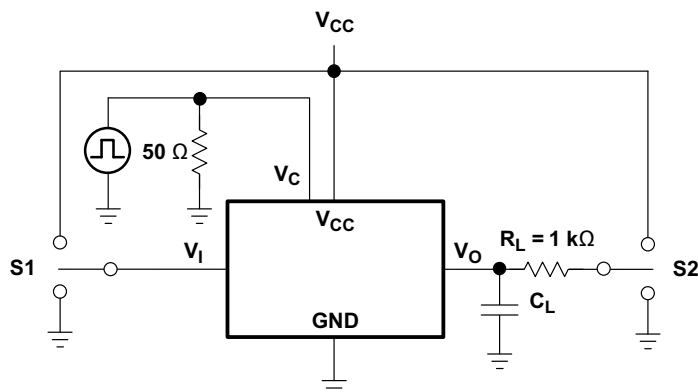 VCC
50 Ω
VC
VCC
S1
VI
VO
RL = 1 kΩ
S2
CL
GND